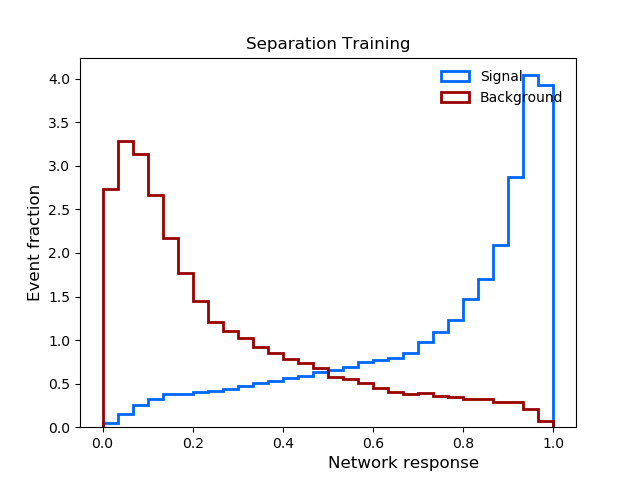 Separation Training
Signal
Background
Event fraction
4.0
3.5
3.0
2.5
2.0
1.5
1.0
0.5
0.0
0.0 0.2 0.4 0.6 0.8 1.0
Network response